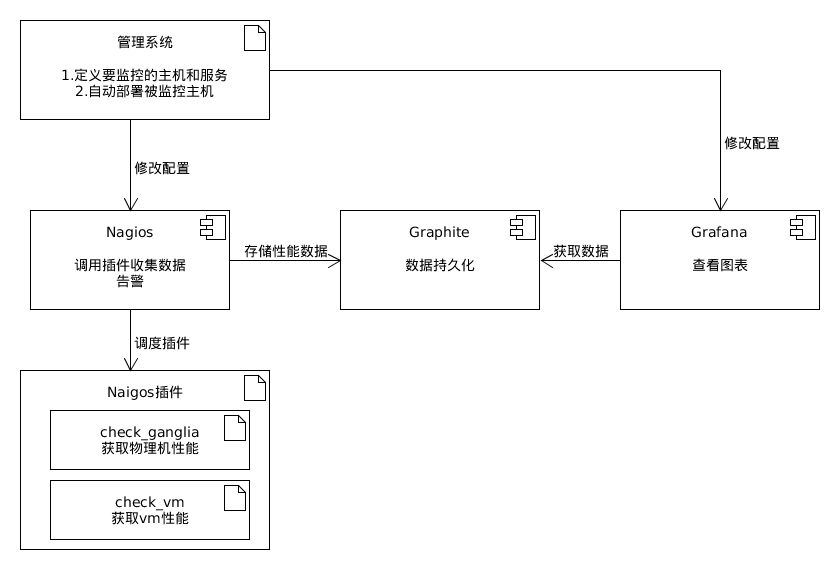 管理系统
1.定义要监控的主机和服务
2.自动部署被监控主机
修改配置
修改配置
Nagios
调用插件收集数据
告警
存储性能数据
Graphite
数据持久化
获取数据
Grafana
查看图表
调度插件
Naigos插件
check_ganglia
获取物理机性能
check_vm
获取vm性能